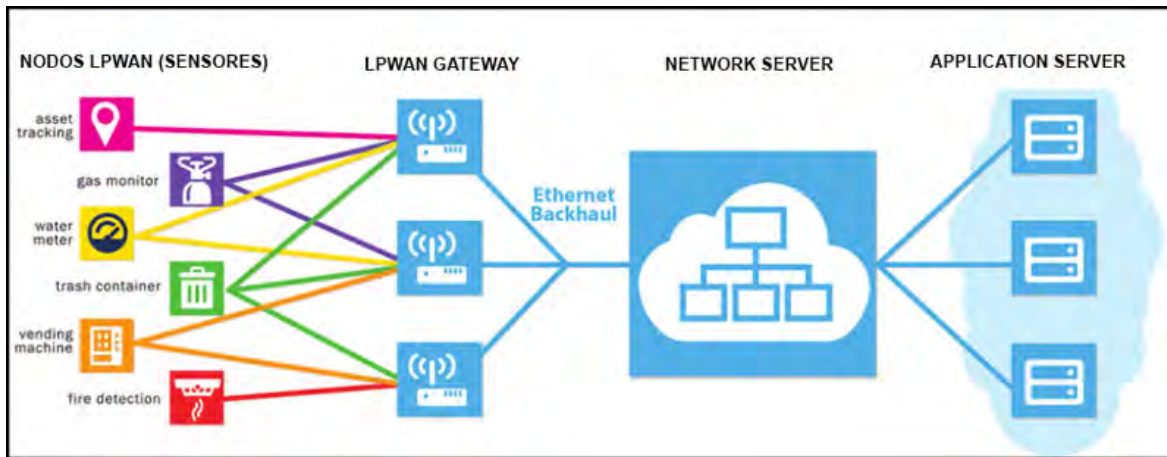 NODOS LPWAN (SENSORES)
LPWAN GATEWAY
NETWORK SERVER
APPLICATION SERVER
asset
tracking
gas monitor
water
meter
trash container
vending
machine
fire detection
Ethernet
Backhaul